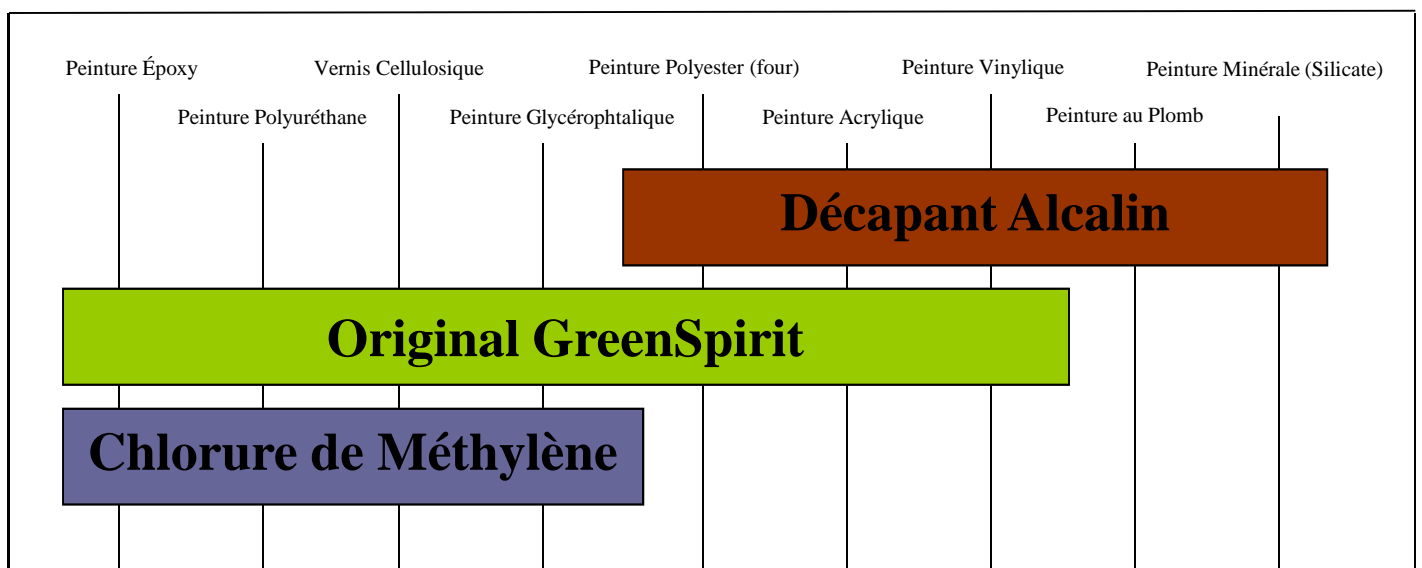 Peinture Époxy
Vernis Cellulosique
Peinture Polyester (four)
Peinture Vinylique
Peinture Minérale (Silicate)
Peinture Polyuréthane
Peinture Glycérophtalique
Peinture Acrylique
Peinture au Plomb
Décapant Alcalin
Original GreenSpirit
Chlorure de Méthylène